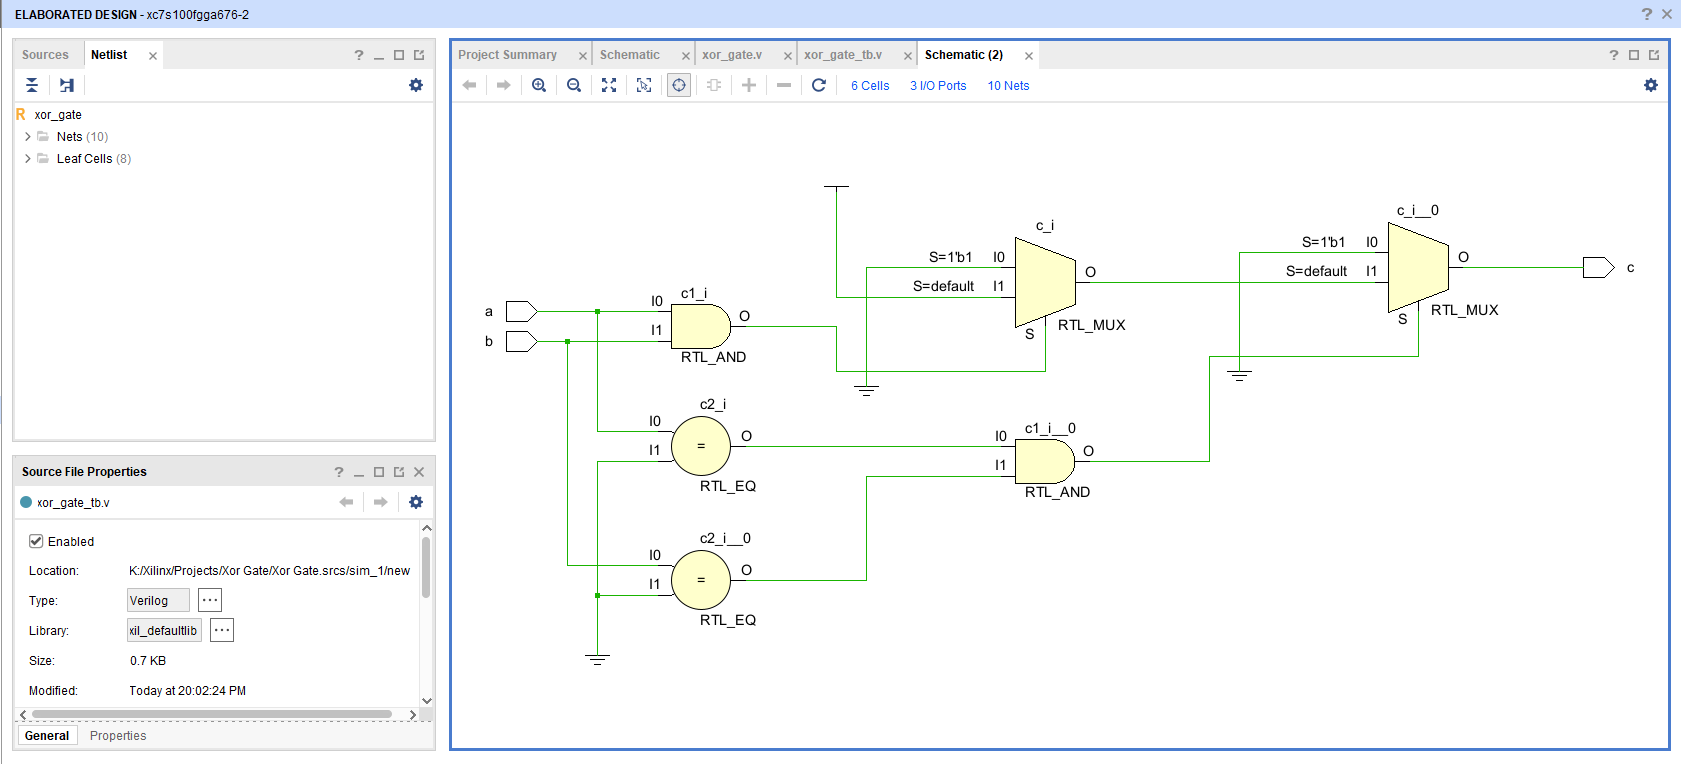 ELABORATED DESIGN - xc7s100fgga676-2
Sources Netlist
R xor_gate
Nets (10)
Leaf Cells (8)
Source File Properties
xor_gate_tb.v
Enabled
Location: K:/Xilinx/Projects/Xor Gate/Xor Gate.srcs/sim_1/new
Type: Verilog ...
Library: xil_defaultlib ...
Size: 0.7 KB
Modified: Today at 20:02:24 PM
General Properties
Project Summary Schematic xor_gate.v xor_gate_tb.v Schematic (2)
6 Cells 3 I/O Ports 10 Nets
c_i__0
c_i
S=1'b1 I0
S=1'b1 I0
O
c
S=default I1
O
S=default I1
c1_i
I0
a
O
RTL_MUX
S
RTL_MUX
S
I1
b
RTL_AND
c2_i
I0
c1_i__0
I0
O
=
I1
O
I1
RTL_EQ
RTL_AND
c2_i__0
I0
O
=
I1
RTL_EQ